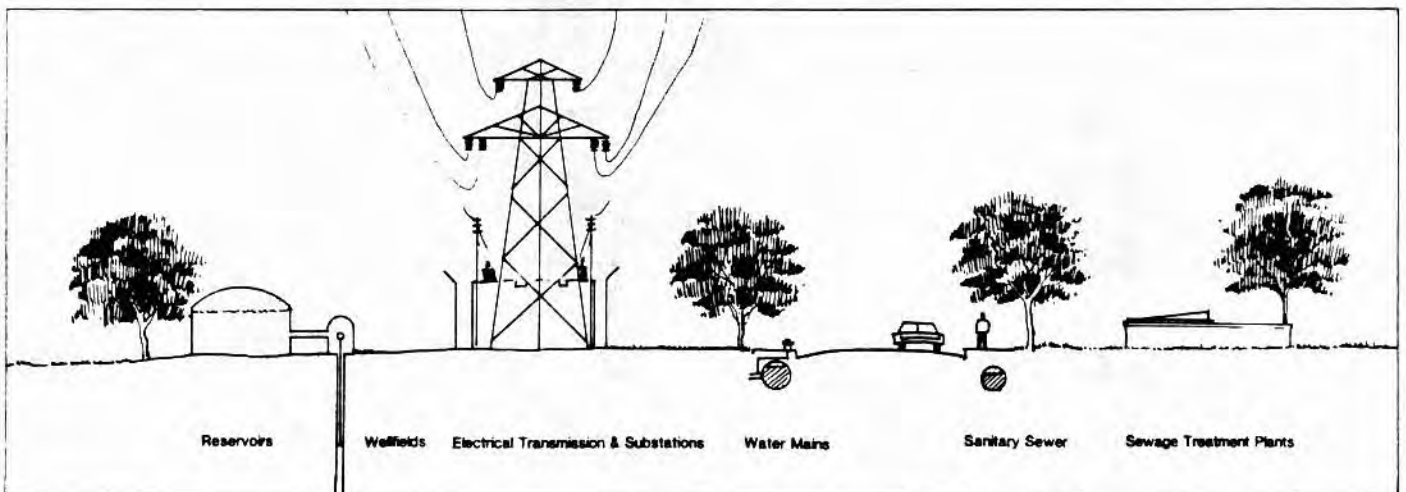 Reservoirs
Wellfields
Electrical Transmission & Substations
Water Mains
Sanitary Sewer
Sewage Treatment Plants